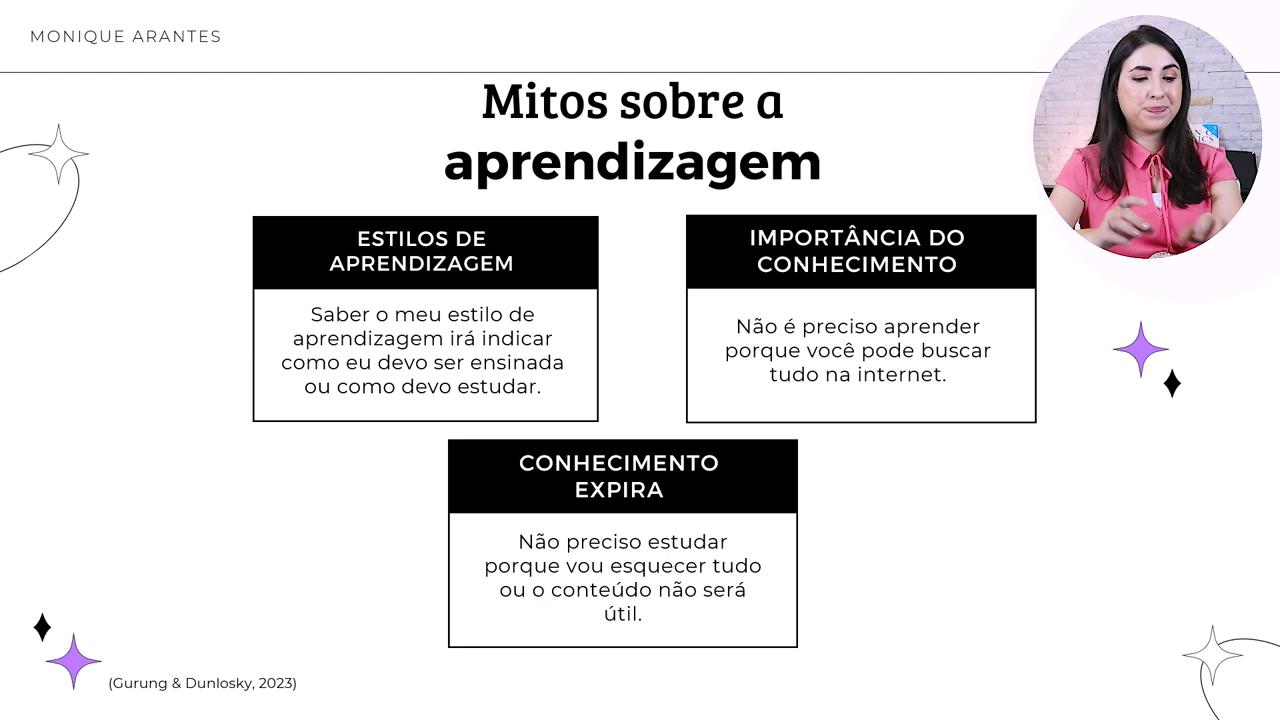 MONIQUE ARANTES
Mitos sobre a
aprendizagem
ESTILOS DE
APRENDIZAGEM
Saber o meu estilo de
aprendizagem irá indicar
como eu devo ser ensinada
ou como devo estudar.
IMPORTÂNCIA DO
CONHECIMENTO
Não é preciso aprender
porque você pode buscar
tudo na internet.
CONHECIMENTO
EXPIRA
Não preciso estudar
porque vou esquecer tudo
ou o conteúdo não será
útil.
(Gurung & Dunlosky, 2023)